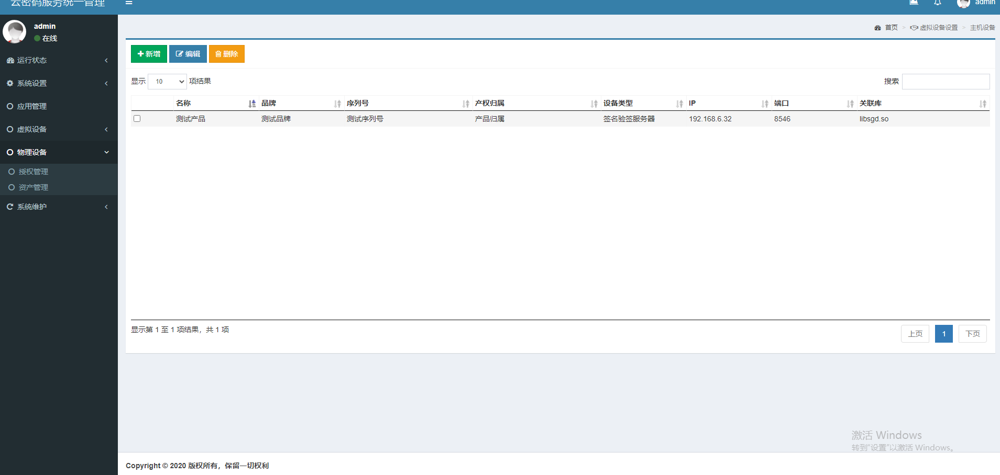 云密码服务统一管理
admin
admin
在线
首页 > 虚拟设备设置 > 主机设备
运行状态
系统设置
应用管理
虚拟设备
物理设备
授权管理
资产管理
系统维护
新增 编辑 删除
显示 10 项结果
搜索
名称 品牌 序列号 产权归属 设备类型 IP 端口 关联库
测试产品 测试品牌 测试序列号 产品归属 签名验签服务器 192.168.6.32 8546 libsgd.so
显示第 1 至 1 项结果，共 1 项
上页 1 下页
激活 Windows
转到“设置”以激活 Windows。
Copyright © 2020 版权所有，保留一切权利